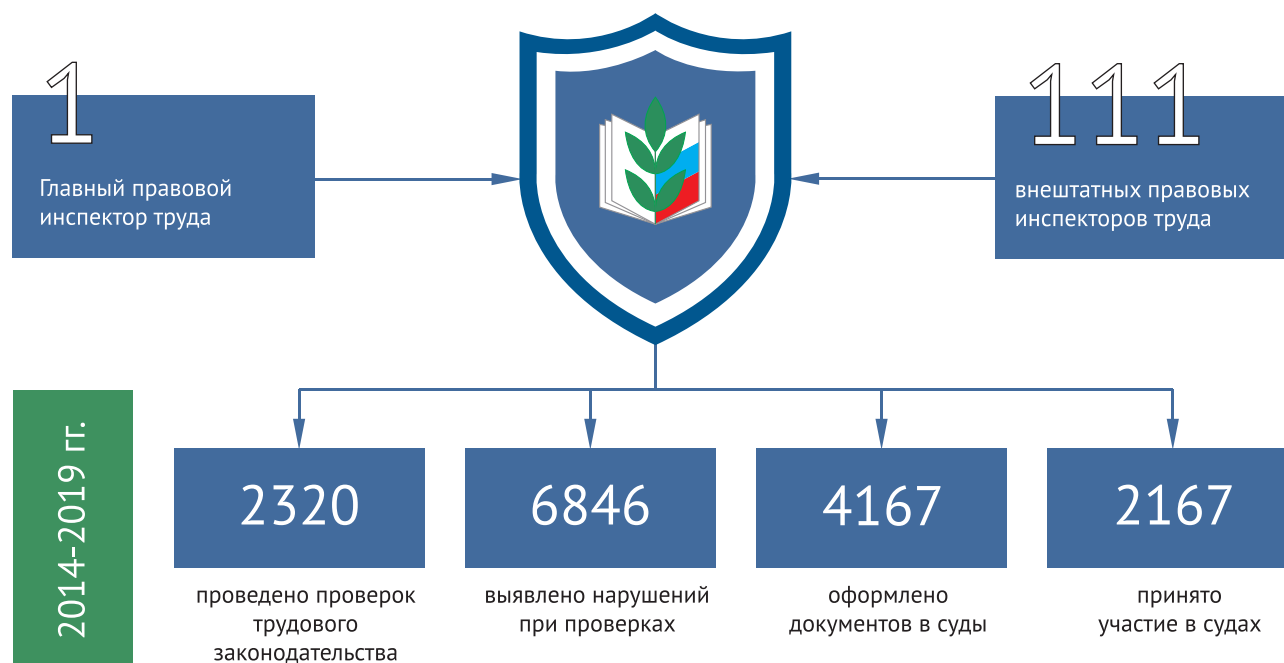 1
Главный правовой
инспектор труда
111
внештатных правовых
инспекторов труда
2014-2019 гг.
2320
проведено проверок
трудового
законодательства
6846
выявлено нарушений
при проверках
4167
оформлено
документов в суды
2167
принято
участие в судах